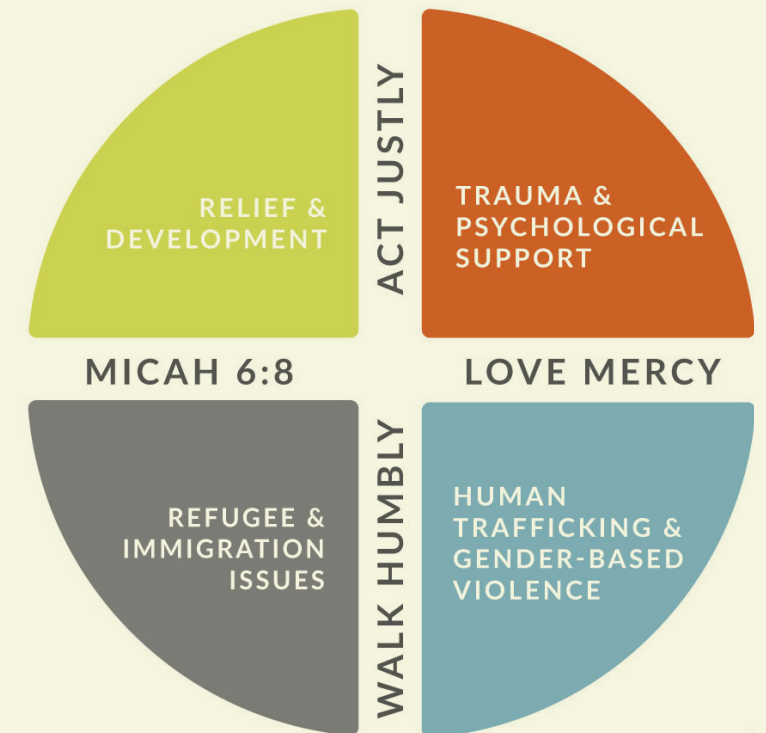 ACT JUSTLY
RELIEF &
DEVELOPMENT
TRAUMA &
PSYCHOLOGICAL
SUPPORT
MICAH 6:8
LOVE MERCY
REFUGEE &
IMMIGRATION
ISSUES
WALK HUMBLY
HUMAN
TRAFFICKING &
GENDER-BASED
VIOLENCE